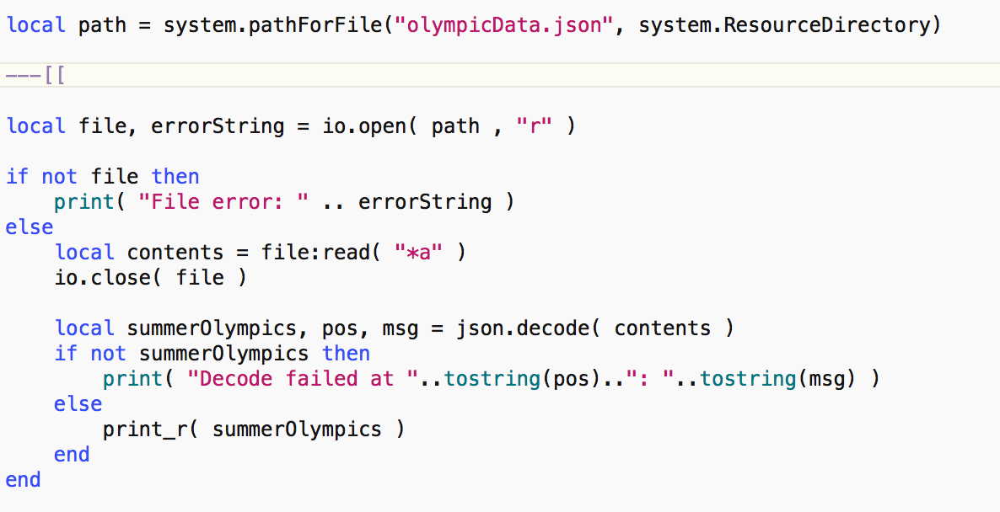 local path = system.pathForFile("olympicData.json", system.ResourceDirectory)
---[[
local file, errorString = io.open( path , "r" )
if not file then
    print( "File error: " .. errorString )
else
    local contents = file:read( "*a" )
    io.close( file )
    local summerOlympics, pos, msg = json.decode( contents )
    if not summerOlympics then
        print( "Decode failed at "..tostring(pos)..": "..tostring(msg) )
    else
        print_r( summerOlympics )
    end
end